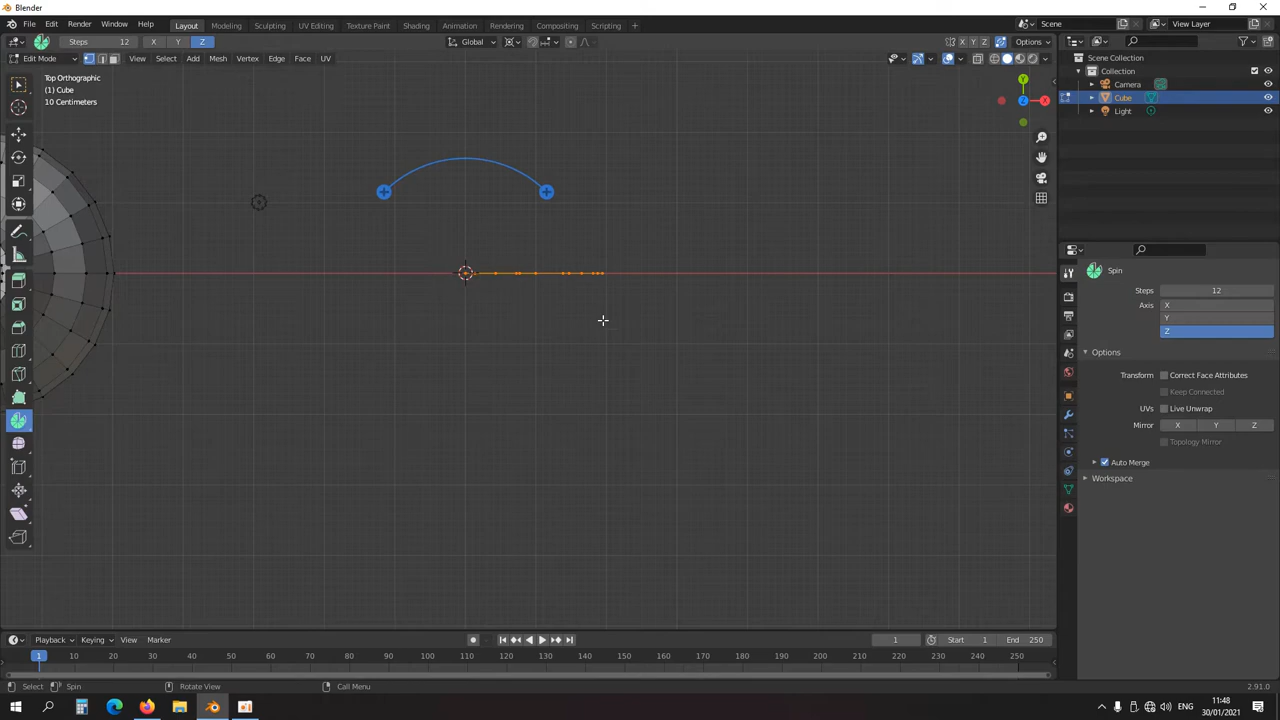 Blender
File Edit Render Window Help Layout Modeling Sculpting UV Editing Texture Paint Shading Animation Rendering Compositing Scripting + Scene View Layer
Steps 12 X Y Z Global X Y Z Options
Edit Mode View Select Add Mesh Vertex Edge Face UV
Top Orthographic
(1) Cube
10 Centimeters
Y
Z X
Scene Collection
Collection
Camera
Cube
Light
Spin
Steps 12
Axis X
Y
Z
Options
Transform Correct Face Attributes
Keep Connected
UVs Live Unwrap
Mirror X Y Z
Topology Mirror
Auto Merge
Workspace
Playback Keying View Marker 1 Start 1 End 250
1 10 20 30 40 50 60 70 80 90 100 110 120 130 140 150 160 170 180 190 200 210 220 230 240 250
Select Spin Rotate View Call Menu 2.91.0
ENG 11:48
30/01/2021